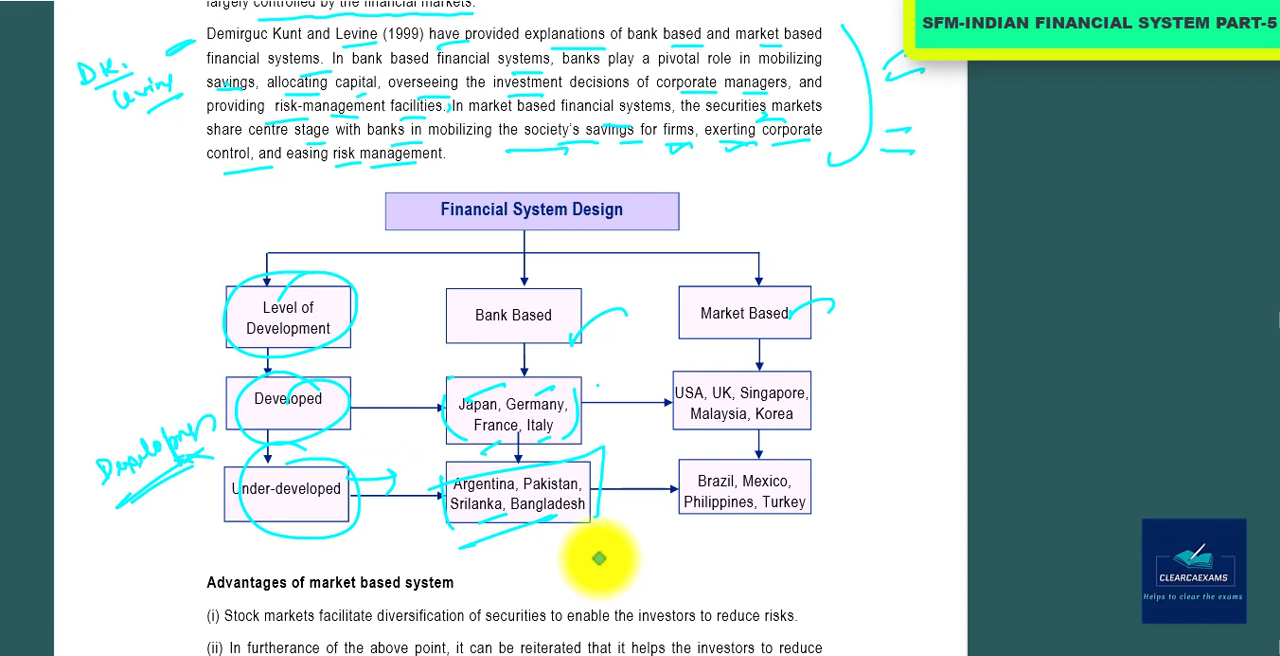 largely controlled by the financial markets.
SFM-INDIAN FINANCIAL SYSTEM PART-5
Demirguc Kunt and Levine (1999) have provided explanations of bank based and market based
financial systems. In bank based financial systems, banks play a pivotal role in mobilizing
savings, allocating capital, overseeing the investment decisions of corporate managers, and
providing risk-management facilities. In market based financial systems, the securities markets
share centre stage with banks in mobilizing the society's savings for firms, exerting corporate
control, and easing risk management.
DK.
Levine
Financial System Design
Level of
Development
Bank Based
Market Based
Developed
Japan, Germany,
France, Italy
USA, UK, Singapore,
Malaysia, Korea
Under-developed
Argentina, Pakistan,
Srilanka, Bangladesh
Brazil, Mexico,
Philippines, Turkey
CLEARCAEXAMS
Helps to clear the exams
Advantages of market based system
(i) Stock markets facilitate diversification of securities to enable the investors to reduce risks.
(ii) In furtherance of the above point, it can be reiterated that it helps the investors to reduce